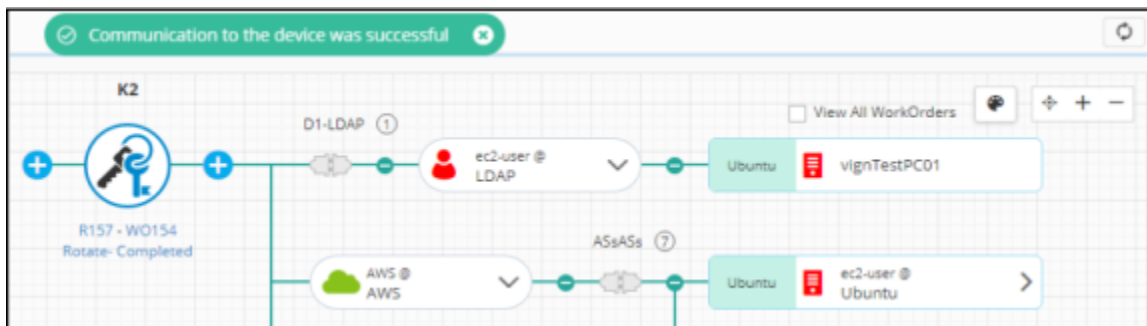 Communication to the device was successful
K2
View All WorkOrders
D1-LDAP 1
ec2-user @
LDAP
Ubuntu
vignTestPC01
R157 - WO154
Rotate- Completed
ASsASs 7
AWS @
AWS
Ubuntu
ec2-user @
Ubuntu